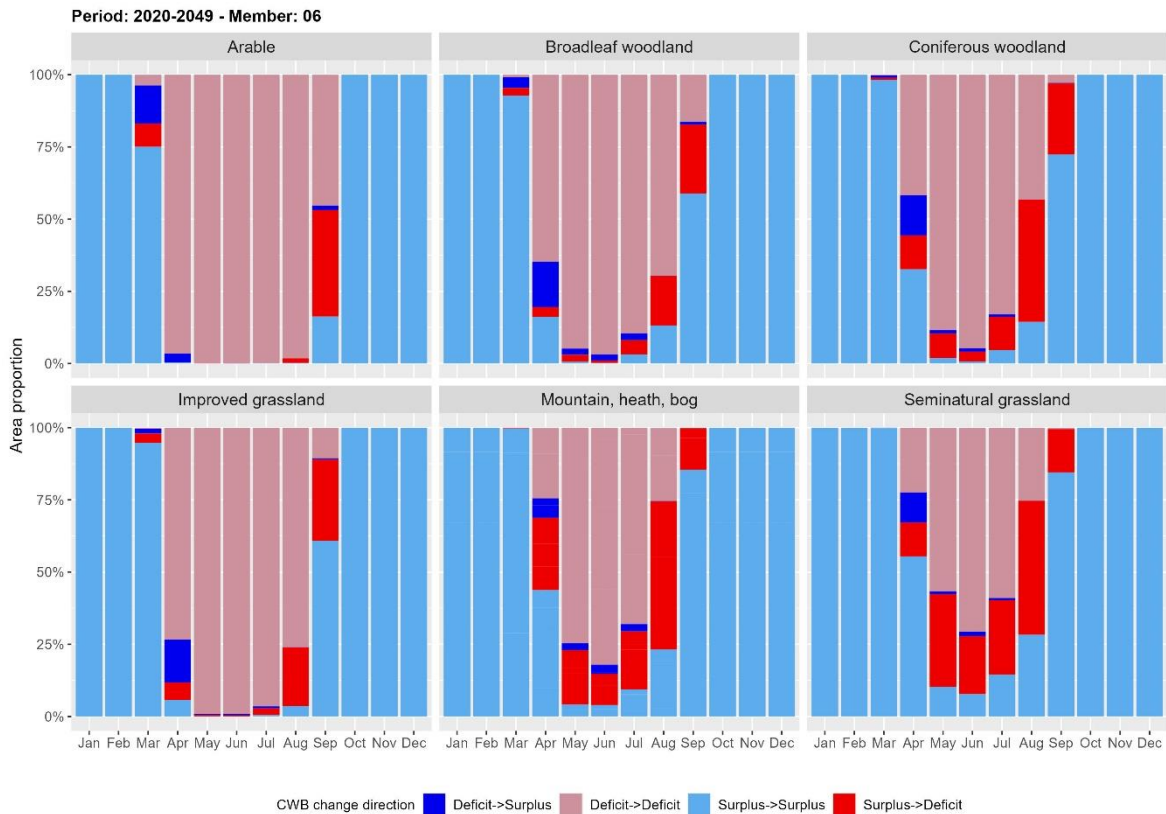 Period: 2020-2049 - Member: 06
Arable Broadleaf woodland Coniferous woodland
100%
75%
50%
25%
0%
Improved grassland Mountain, heath, bog Seminatural grassland
100%
75%
50%
25%
0%
Area proportion
Jan Feb Mar Apr May Jun Jul Aug Sep Oct Nov Dec Jan Feb Mar Apr May Jun Jul Aug Sep Oct Nov Dec Jan Feb Mar Apr May Jun Jul Aug Sep Oct Nov Dec
CWB change direction Deficit->Surplus Deficit->Deficit Surplus->Surplus Surplus->Deficit